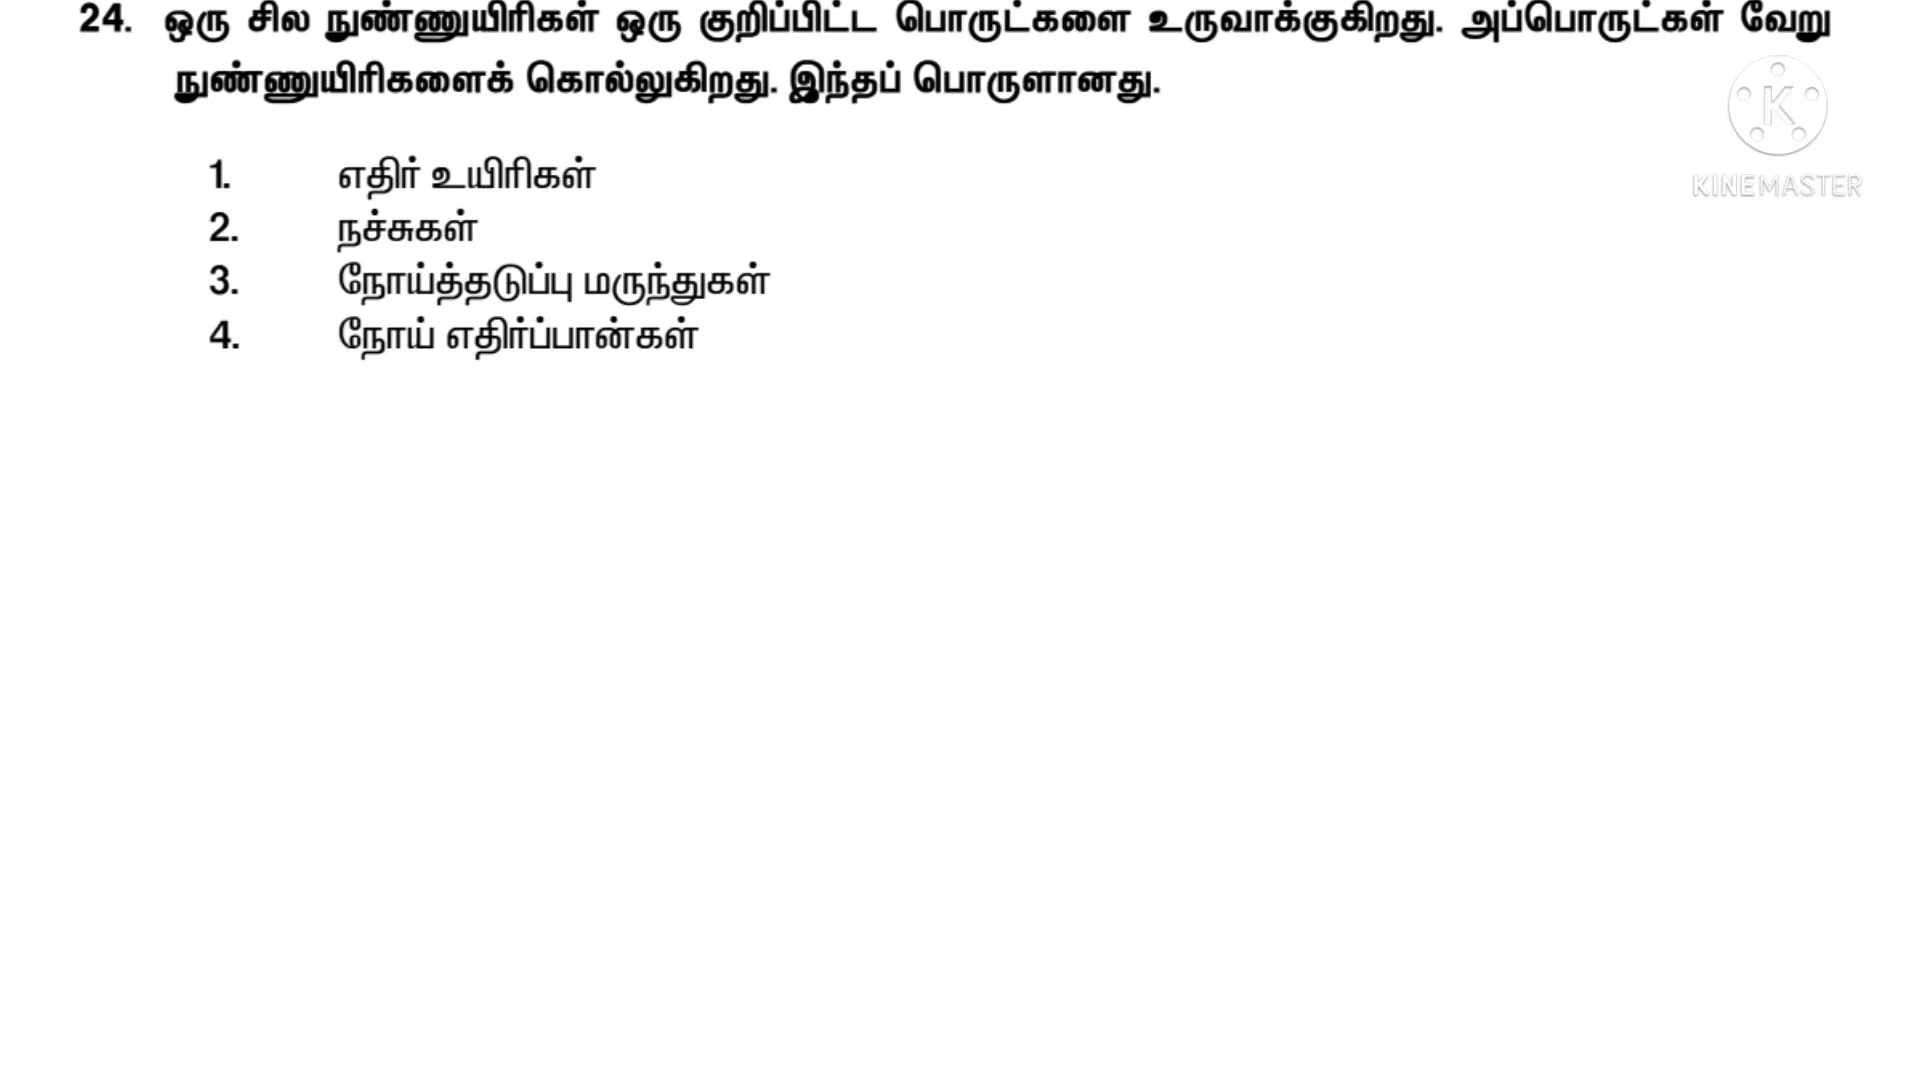 24. ஒரு சில நுண்ணுயிரிகள் ஒரு குறிப்பிட்ட பொருட்களை உருவாக்குகிறது. அப்பொருட்கள் வேறு
நுண்ணுயிரிகளைக் கொல்லுகிறது. இந்தப் பொருளானது.
K
KINEMASTER
1. எதிர் உயிரிகள்
2. நச்சுகள்
3. நோய்த்தடுப்பு மருந்துகள்
4. நோய் எதிர்ப்பான்கள்